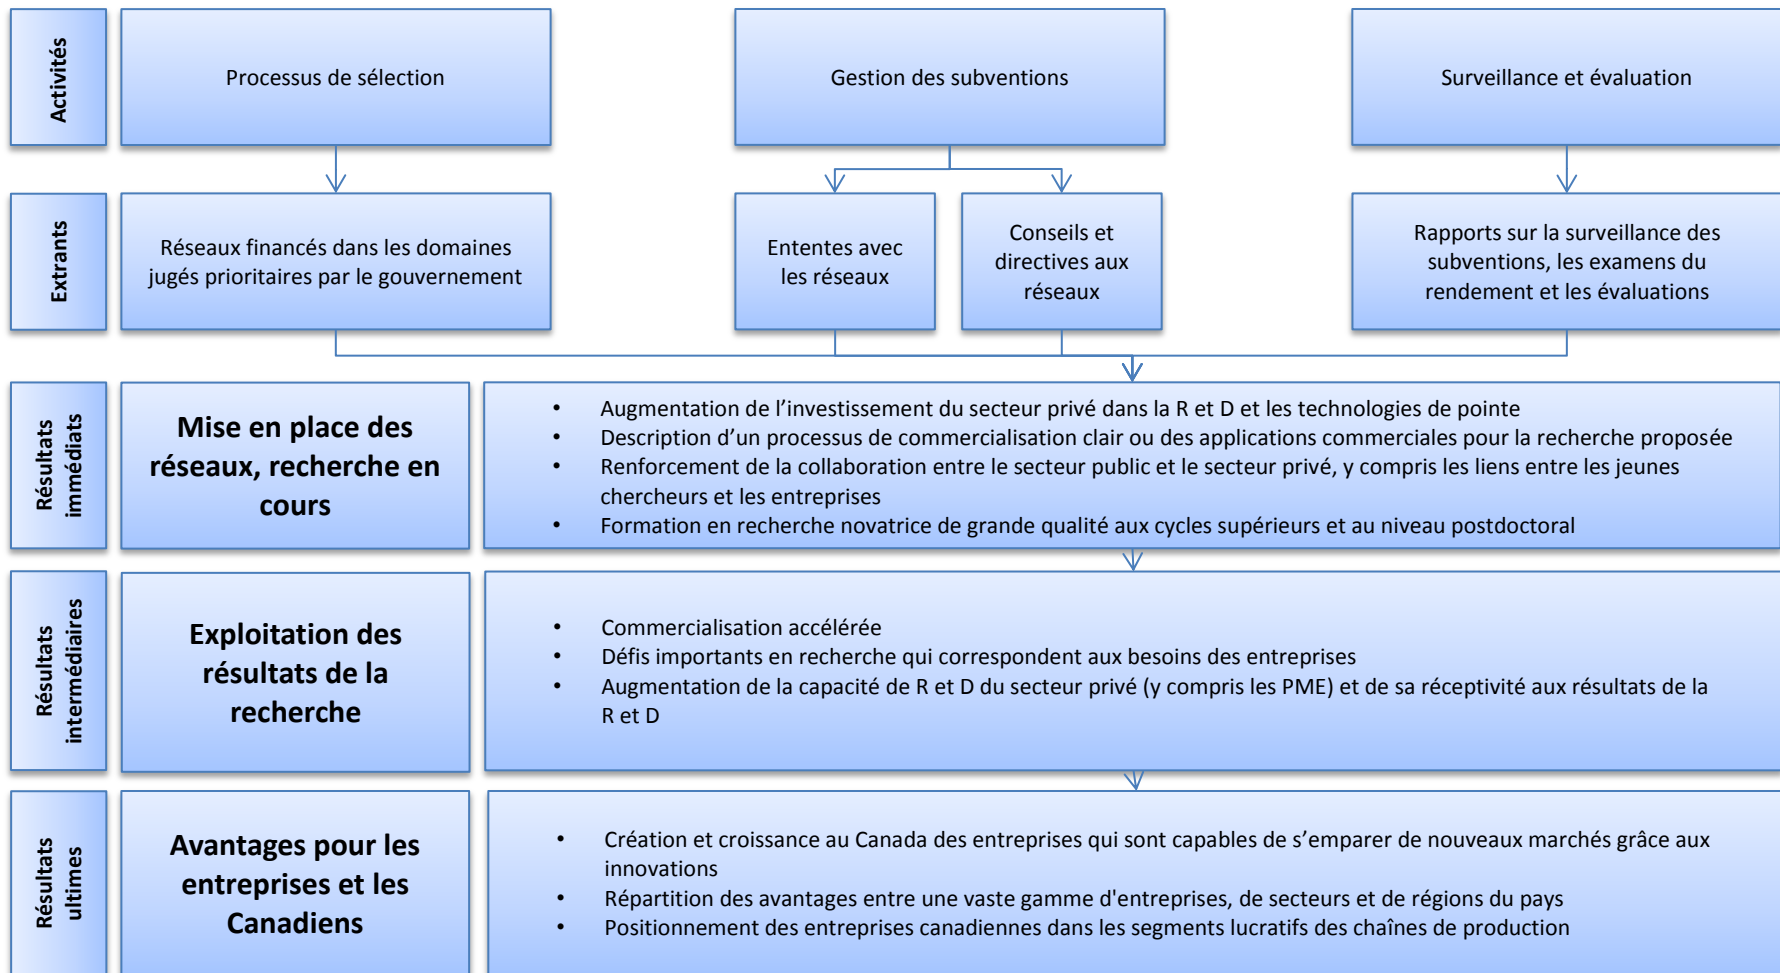 Activités
Processus de sélection
Gestion des subventions
Surveillance et évaluation
Extrants
Réseaux financés dans les domaines
jugés prioritaires par le gouvernement
Ententes avec
les réseaux
Conseils et
directives aux
réseaux
Rapports sur la surveillance des
subventions, les examens du
rendement et les évaluations
Résultats
immédiats
Mise en place des
réseaux, recherche en
cours
• Augmentation de l’investissement du secteur privé dans la R et D et les technologies de pointe
• Description d’un processus de commercialisation clair ou des applications commerciales pour la recherche proposée
• Renforcement de la collaboration entre le secteur public et le secteur privé, y compris les liens entre les jeunes
chercheurs et les entreprises
• Formation en recherche novatrice de grande qualité aux cycles supérieurs et au niveau postdoctoral
Résultats
intermédiaires
Exploitation des
résultats de la
recherche
• Commercialisation accélérée
• Défis importants en recherche qui correspondent aux besoins des entreprises
• Augmentation de la capacité de R et D du secteur privé (y compris les PME) et de sa réceptivité aux résultats de la
R et D
Résultats
ultimes
Avantages pour les
entreprises et les
Canadiens
• Création et croissance au Canada des entreprises qui sont capables de s’emparer de nouveaux marchés grâce aux
innovations
• Répartition des avantages entre une vaste gamme d'entreprises, de secteurs et de régions du pays
• Positionnement des entreprises canadiennes dans les segments lucratifs des chaînes de production